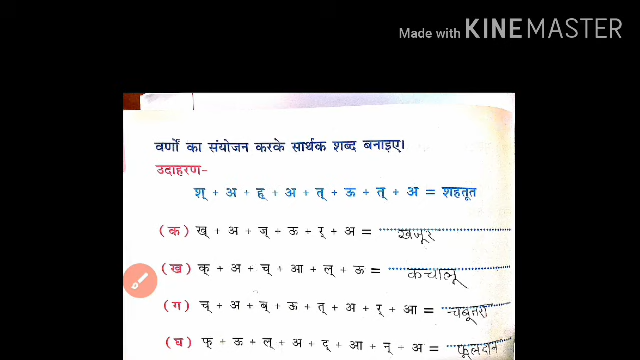 Made with KINEMASTER
वर्णों का संयोजन करके सार्थक शब्द बनाइए।
उदाहरण-
श् + अ + ह् + अ + त् + ऊ + त् + अ = शहतूत
(क) ख् + अ + ज् + ऊ + र् + अ = खजूर
(ख) क् + अ + च् + आ + ल् + ऊ = कचालू
(ग) च् + अ + ब् + ऊ + त् + अ + र् + आ = चबूतरा
(घ) फ् + ऊ + ल् + अ + द् + आ + न् + अ = फूलदान